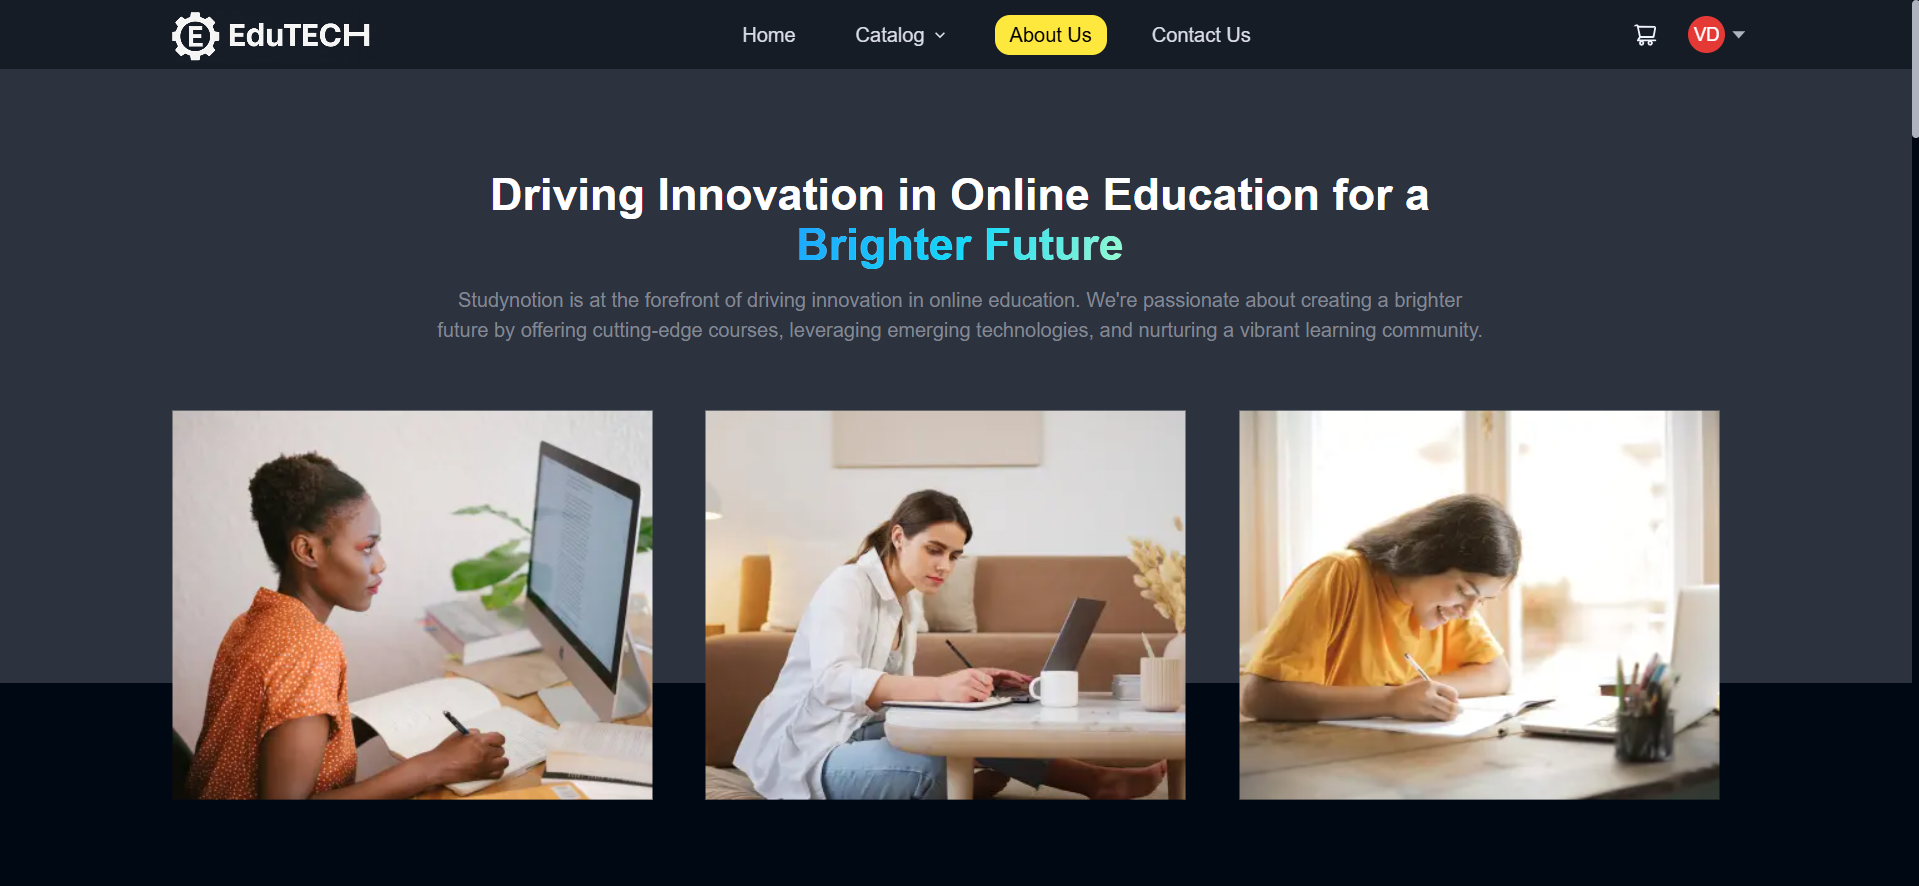 E EduTECH
Home
Catalog
About Us
Contact Us
VD
Driving Innovation in Online Education for a
Brighter Future
Studynotion is at the forefront of driving innovation in online education. We're passionate about creating a brighter
future by offering cutting-edge courses, leveraging emerging technologies, and nurturing a vibrant learning community.